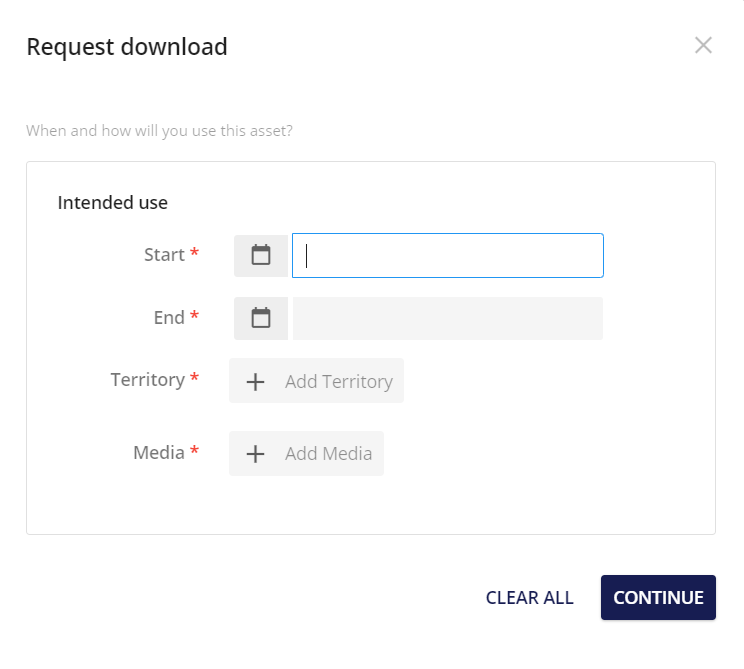 Request download
When and how will you use this asset?
Intended use
Start *
End *
Territory * + Add Territory
Media * + Add Media
CLEAR ALL CONTINUE